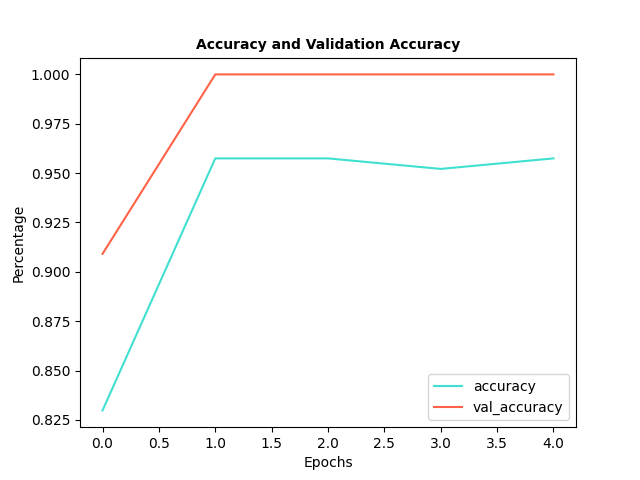 Accuracy and Validation Accuracy
Percentage
1.000
0.975
0.950
0.925
0.900
0.875
0.850
0.825
0.0 0.5 1.0 1.5 2.0 2.5 3.0 3.5 4.0
Epochs
accuracy
val_accuracy